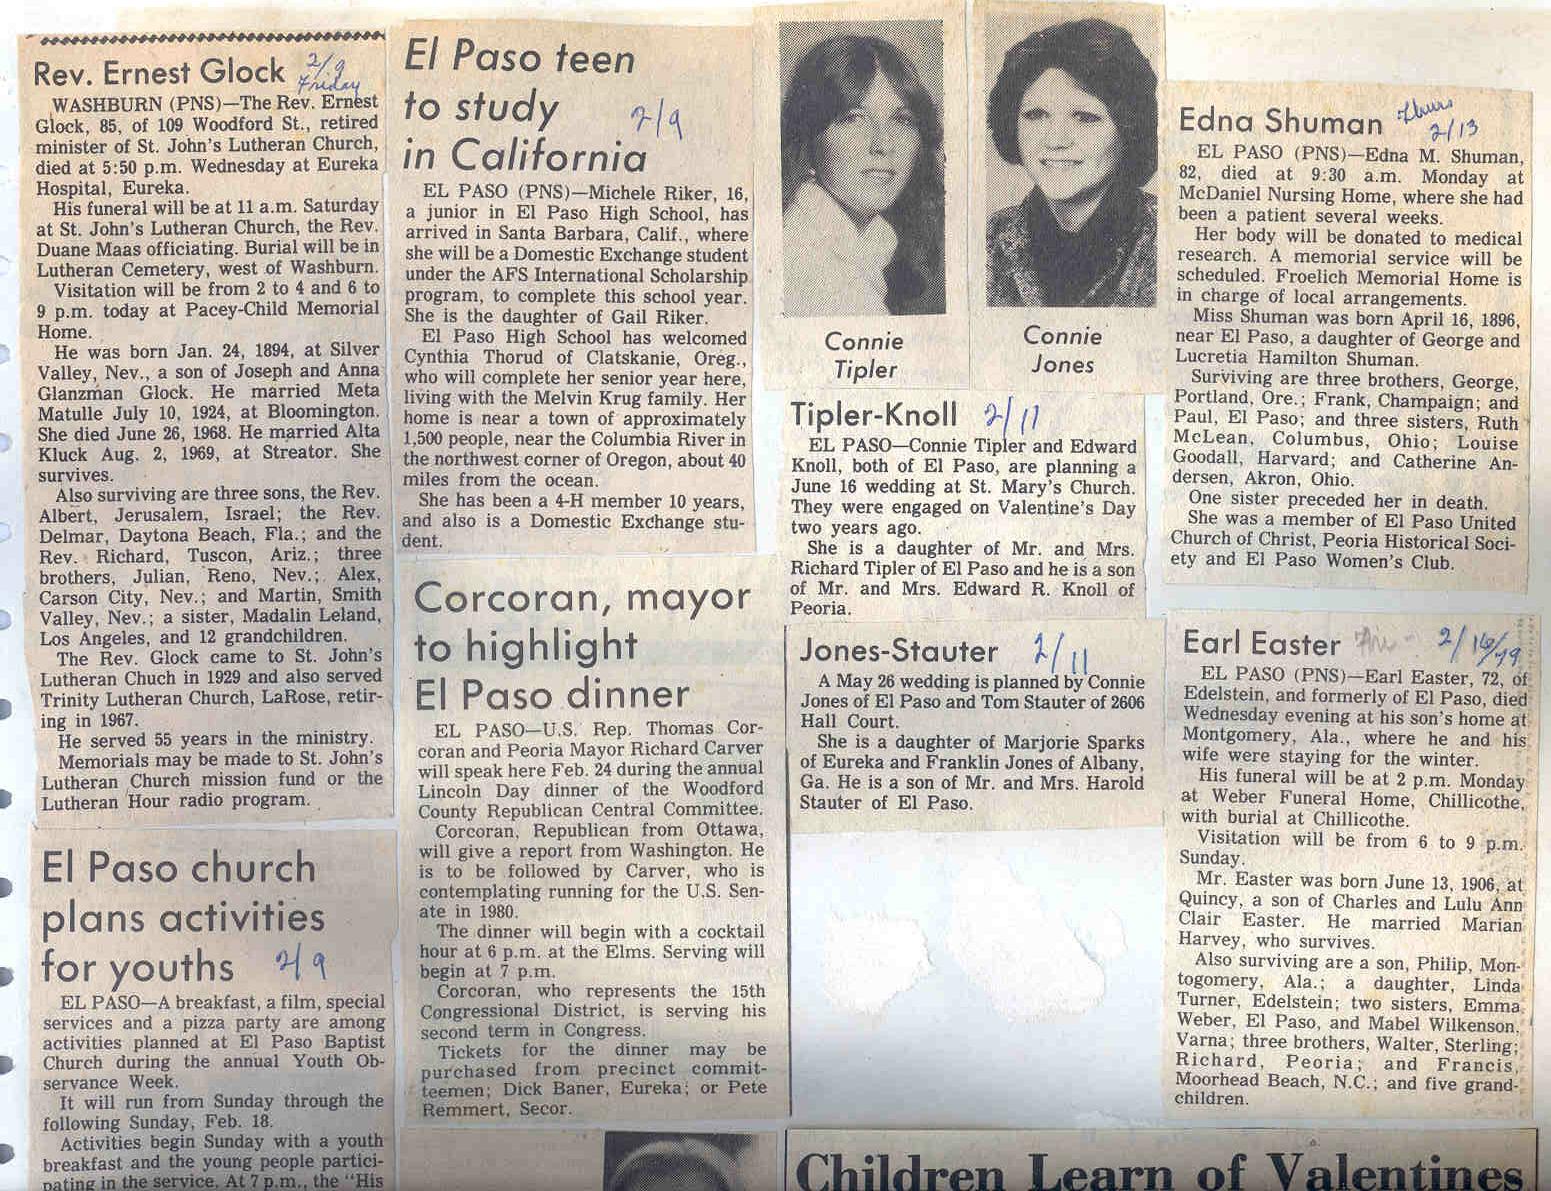 Rev. Ernest Glock 2/9
Friday
WASHBURN (PNS)—The Rev. Ernest
Glock, 85, of 109 Woodford St., retired
minister of St. John's Lutheran Church,
died at 5:50 p.m. Wednesday at Eureka
Hospital, Eureka.
His funeral will be at 11 a.m. Saturday
at St. John's Lutheran Church, the Rev.
Duane Maas officiating. Burial will be in
Lutheran Cemetery, west of Washburn.
Visitation will be from 2 to 4 and 6 to
9 p.m. today at Pacey-Child Memorial
Home.
He was born Jan. 24, 1894, at Silver
Valley, Nev., a son of Joseph and Anna
Glanzman Glock. He married Meta
Matulle July 10, 1924, at Bloomington.
She died June 26, 1968. He married Alta
Kluck Aug. 2, 1969, at Streator. She
survives.
Also surviving are three sons, the Rev.
Albert, Jerusalem, Israel; the Rev.
Delmar, Daytona Beach, Fla.; and the
Rev. Richard, Tuscon, Ariz.; three
brothers, Julian, Reno, Nev.; Alex,
Carson City, Nev.; and Martin, Smith
Valley, Nev.; a sister, Madalin Leland,
Los Angeles, and 12 grandchildren.
The Rev. Glock came to St. John's
Lutheran Chuch in 1929 and also served
Trinity Lutheran Church, LaRose, retir-
ing in 1967.
He served 55 years in the ministry.
Memorials may be made to St. John's
Lutheran Church mission fund or the
Lutheran Hour radio program.
El Paso church
plans activities
for youths 2/9
EL PASO—A breakfast, a film, special
services and a pizza party are among
activities planned at El Paso Baptist
Church during the annual Youth Ob-
servance Week.
It will run from Sunday through the
following Sunday, Feb. 18.
Activities begin Sunday with a youth
breakfast and the young people partici-
pating in the service. At 7 p.m., the "His
El Paso teen
to study 2/9
in California
EL PASO (PNS)—Michele Riker, 16,
a junior in El Paso High School, has
arrived in Santa Barbara, Calif., where
she will be a Domestic Exchange student
under the AFS International Scholarship
program, to complete this school year.
She is the daughter of Gail Riker.
El Paso High School has welcomed
Cynthia Thorud of Clatskanie, Oreg.,
who will complete her senior year here,
living with the Melvin Krug family. Her
home is near a town of approximately
1,500 people, near the Columbia River in
the northwest corner of Oregon, about 40
miles from the ocean.
She has been a 4-H member 10 years,
and also is a Domestic Exchange stu-
dent.
Corcoran, mayor
to highlight
El Paso dinner
EL PASO—U.S. Rep. Thomas Cor-
coran and Peoria Mayor Richard Carver
will speak here Feb. 24 during the annual
Lincoln Day dinner of the Woodford
County Republican Central Committee.
Corcoran, Republican from Ottawa,
will give a report from Washington. He
is to be followed by Carver, who is
contemplating running for the U.S. Sen-
ate in 1980.
The dinner will begin with a cocktail
hour at 6 p.m. at the Elms. Serving will
begin at 7 p.m.
Corcoran, who represents the 15th
Congressional District, is serving his
second term in Congress.
Tickets for the dinner may be
purchased from precinct commit-
teemen; Dick Baner, Eureka; or Pete
Remmert, Secor.
Connie
Tipler
Connie
Jones
Tipler-Knoll 2/11
EL PASO—Connie Tipler and Edward
Knoll, both of El Paso, are planning a
June 16 wedding at St. Mary's Church.
They were engaged on Valentine's Day
two years ago.
She is a daughter of Mr. and Mrs.
Richard Tipler of El Paso and he is a son
of Mr. and Mrs. Edward R. Knoll of
Peoria.
Jones-Stauter 2/11
A May 26 wedding is planned by Connie
Jones of El Paso and Tom Stauter of 2606
Hall Court.
She is a daughter of Marjorie Sparks
of Eureka and Franklin Jones of Albany,
Ga. He is a son of Mr. and Mrs. Harold
Stauter of El Paso.
Edna Shuman Thurs
2/13
EL PASO (PNS)—Edna M. Shuman,
82, died at 9:30 a.m. Monday at
McDaniel Nursing Home, where she had
been a patient several weeks.
Her body will be donated to medical
research. A memorial service will be
scheduled. Froelich Memorial Home is
in charge of local arrangements.
Miss Shuman was born April 16, 1896,
near El Paso, a daughter of George and
Lucretia Hamilton Shuman.
Surviving are three brothers, George,
Portland, Ore.; Frank, Champaign; and
Paul, El Paso; and three sisters, Ruth
McLean, Columbus, Ohio; Louise
Goodall, Harvard; and Catherine An-
dersen, Akron, Ohio.
One sister preceded her in death.
She was a member of El Paso United
Church of Christ, Peoria Historical Soci-
ety and El Paso Women's Club.
Earl Easter 2/16/79
EL PASO (PNS)—Earl Easter, 72, of
Edelstein, and formerly of El Paso, died
Wednesday evening at his son's home at
Montgomery, Ala., where he and his
wife were staying for the winter.
His funeral will be at 2 p.m. Monday
at Weber Funeral Home, Chillicothe,
with burial at Chillicothe.
Visitation will be from 6 to 9 p.m.
Sunday.
Mr. Easter was born June 13, 1906, at
Quincy, a son of Charles and Lulu Ann
Clair Easter. He married Marian
Harvey, who survives.
Also surviving are a son, Philip, Mon-
togomery, Ala.; a daughter, Linda
Turner, Edelstein; two sisters, Emma
Weber, El Paso, and Mabel Wilkenson,
Varna; three brothers, Walter, Sterling;
Richard, Peoria; and Francis,
Moorhead Beach, N.C.; and five grand-
children.
Children Learn of Valentines